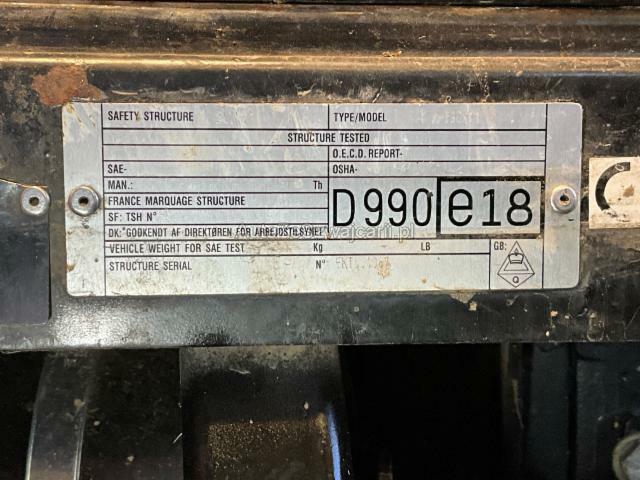 SAFETY STRUCTURE TYPE/MODEL
STRUCTURE TESTED
O.E.C.D. REPORT-
SAE- OSHA-
MAN.: Th
FRANCE MARQUAGE STRUCTURE
SF: TSH N°
D990 e18
DK:"GODKENDT AF DIREKTØREN FOR ARBEJDSTILSYNET
VEHICLE WEIGHT FOR SAE TEST Kg LB GB:
STRUCTURE SERIAL N°
Q